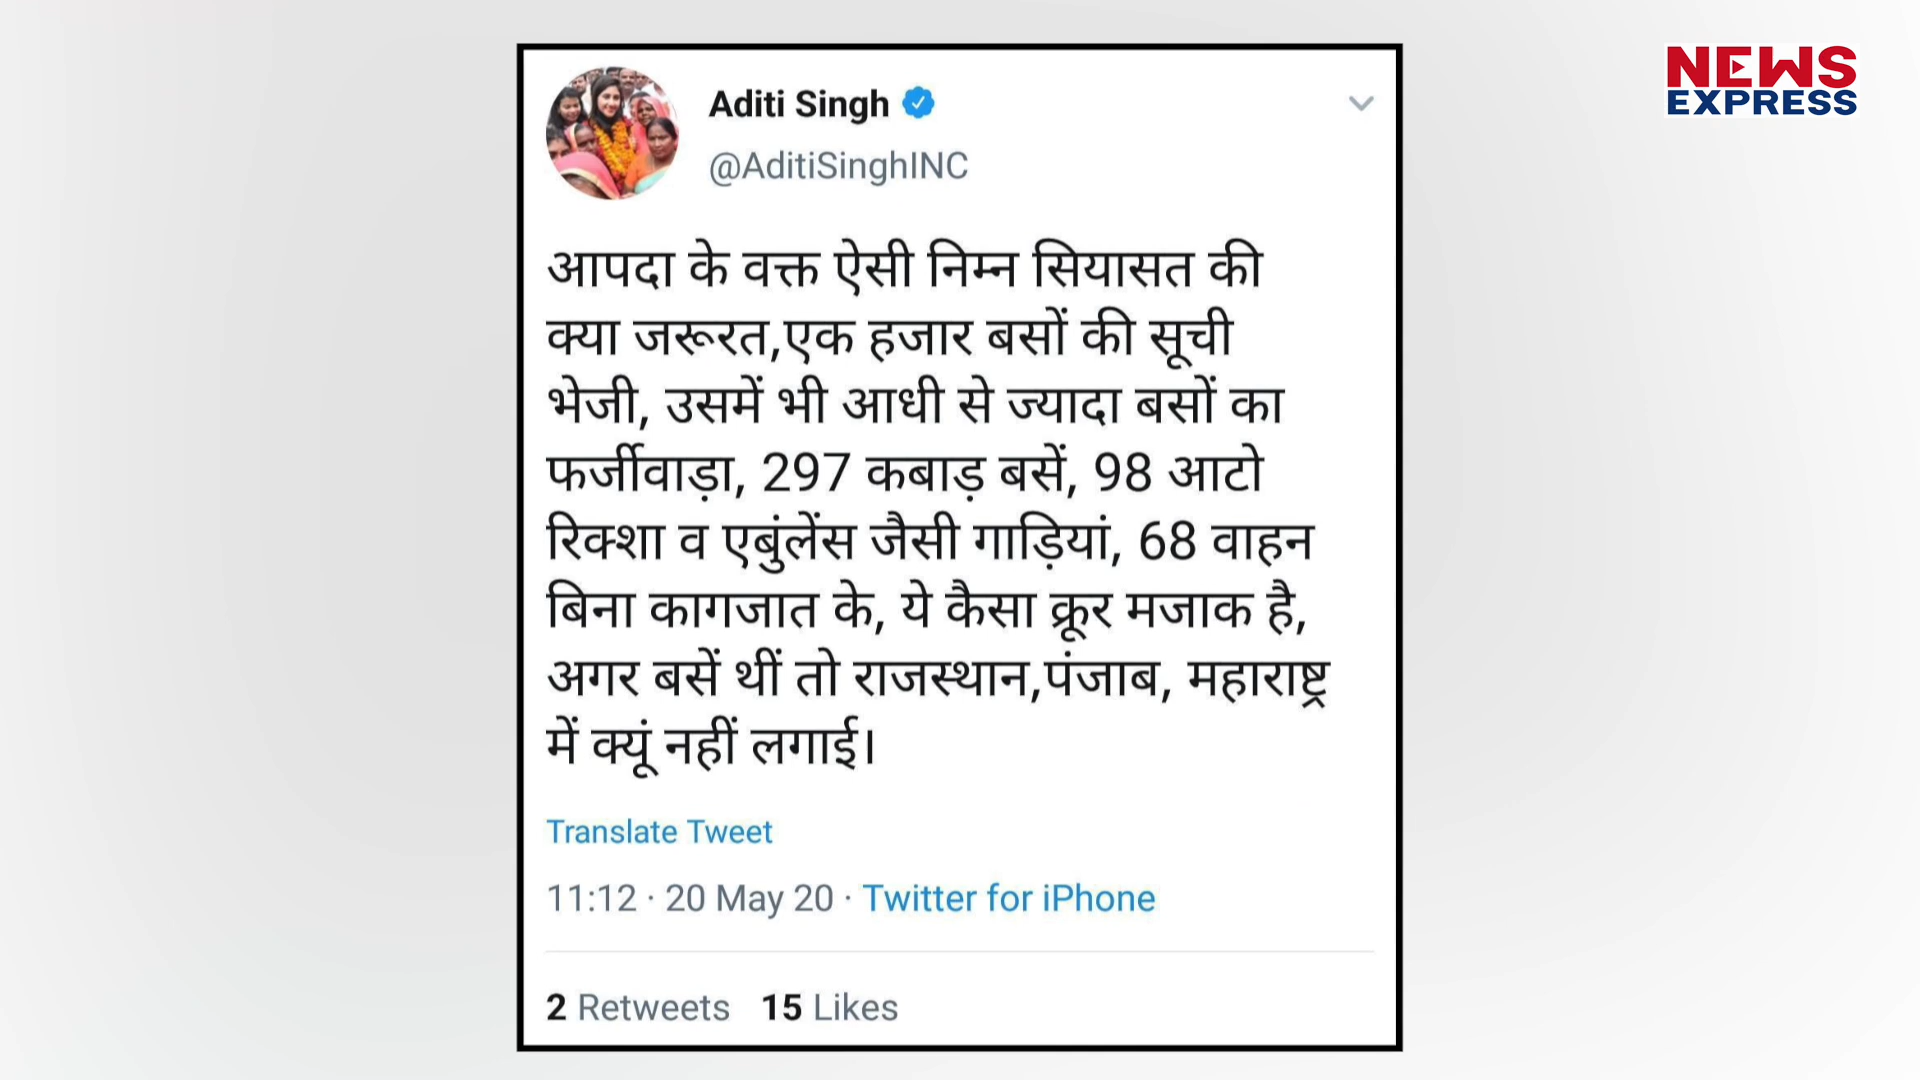 NEWS
EXPRESS
Aditi Singh
@AditiSinghINC
आपदा के वक्त ऐसी निम्न सियासत की
क्या जरूरत,एक हजार बसों की सूची
भेजी, उसमें भी आधी से ज्यादा बसों का
फर्जीवाड़ा, 297 कबाड़ बसें, 98 आटो
रिक्शा व एबुंलेंस जैसी गाड़ियां, 68 वाहन
बिना कागजात के, ये कैसा क्रूर मजाक है,
अगर बसें थीं तो राजस्थान,पंजाब, महाराष्ट्र
में क्यूं नहीं लगाई।
Translate Tweet
11:12 · 20 May 20 · Twitter for iPhone
2 Retweets 15 Likes